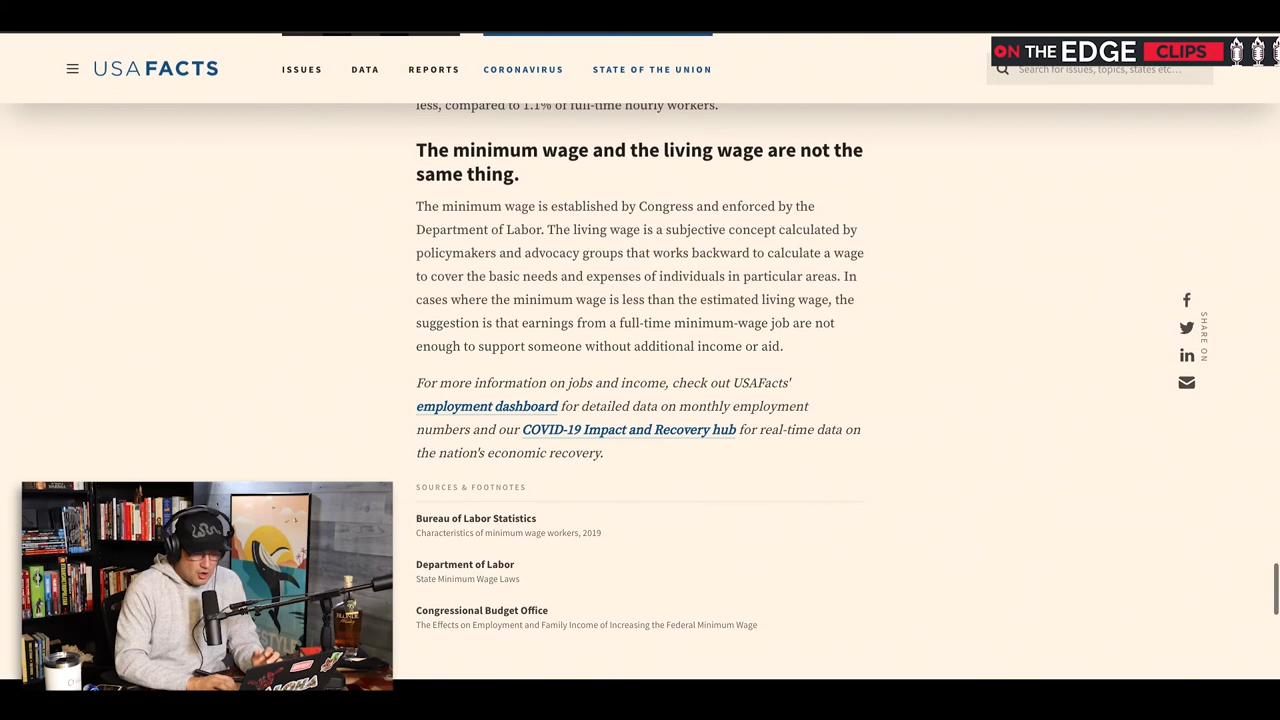 ON THE EDGE CLIPS
USAFACTS
ISSUES DATA REPORTS CORONAVIRUS STATE OF THE UNION
Search for issues, topics, states etc...
less, compared to 1.1% of full-time hourly workers.
The minimum wage and the living wage are not the
same thing.
The minimum wage is established by Congress and enforced by the
Department of Labor. The living wage is a subjective concept calculated by
policymakers and advocacy groups that works backward to calculate a wage
to cover the basic needs and expenses of individuals in particular areas. In
cases where the minimum wage is less than the estimated living wage, the
suggestion is that earnings from a full-time minimum-wage job are not
enough to support someone without additional income or aid.
SHARE ON
For more information on jobs and income, check out USAFacts'
employment dashboard for detailed data on monthly employment
numbers and our COVID-19 Impact and Recovery hub for real-time data on
the nation's economic recovery.
SOURCES & FOOTNOTES
Bureau of Labor Statistics
Characteristics of minimum wage workers, 2019
Department of Labor
State Minimum Wage Laws
Congressional Budget Office
The Effects on Employment and Family Income of Increasing the Federal Minimum Wage